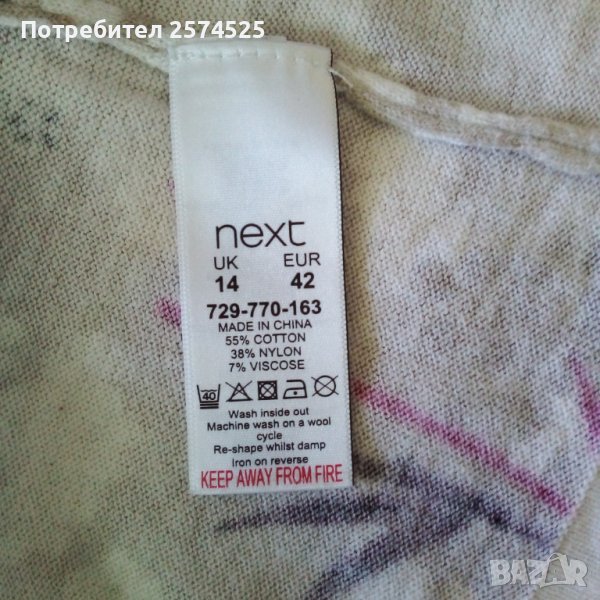 Потребител 2574525
next
UK EUR
14 42
729-770-163
MADE IN CHINA
55% COTTON
38% NYLON
7% VISCOSE
40
Wash inside out
Machine wash on a wool
cycle
Re-shape whilst damp
Iron on reverse
KEEP AWAY FROM FIRE
BAZAR